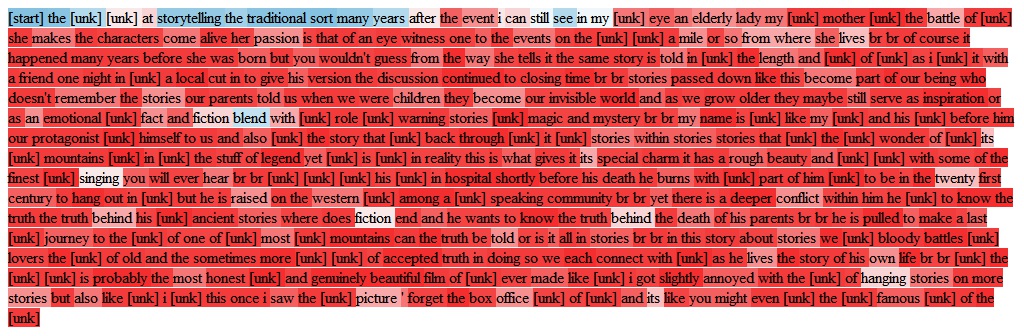 [start] the [unk] [unk] at storytelling the traditional sort many years after the event i can still see in my [unk] eye an elderly lady my [unk] mother [unk] the battle of [unk]
she makes the characters come alive her passion is that of an eye witness one to the events on the [unk] [unk] a mile or so from where she lives br br of course it
happened many years before she was born but you wouldn't guess from the way she tells it the same story is told in [unk] the length and [unk] of [unk] as i [unk] it with
a friend one night in [unk] a local cut in to give his version the discussion continued to closing time br br stories passed down like this become part of our being who
doesn't remember the stories our parents told us when we were children they become our invisible world and as we grow older they maybe still serve as inspiration or
as an emotional [unk] fact and fiction blend with [unk] role [unk] warning stories [unk] magic and mystery br br my name is [unk] like my [unk] and his [unk] before him
our protagonist [unk] himself to us and also [unk] the story that [unk] back through [unk] it [unk] stories within stories stories that [unk] the [unk] wonder of [unk] its
[unk] mountains [unk] in [unk] the stuff of legend yet [unk] is [unk] in reality this is what gives it its special charm it has a rough beauty and [unk] [unk] with some of the
finest [unk] singing you will ever hear br br [unk] [unk] [unk] his [unk] in hospital shortly before his death he burns with [unk] part of him [unk] to be in the twenty first
century to hang out in [unk] but he is raised on the western [unk] among a [unk] speaking community br br yet there is a deeper conflict within him he [unk] to know the
truth the truth behind his [unk] ancient stories where does fiction end and he wants to know the truth behind the death of his parents br br he is pulled to make a last
[unk] journey to the [unk] of one of [unk] most [unk] mountains can the truth be told or is it all in stories br br in this story about stories we [unk] bloody battles [unk]
lovers the [unk] of old and the sometimes more [unk] [unk] of accepted truth in doing so we each connect with [unk] as he lives the story of his own life br br [unk] the
[unk] [unk] is probably the most honest [unk] and genuinely beautiful film of [unk] ever made like [unk] i got slightly annoyed with the [unk] of hanging stories on more
stories but also like [unk] i [unk] this once i saw the [unk] picture ' forget the box office [unk] of [unk] and its like you might even [unk] the [unk] famous [unk] of the
[unk]